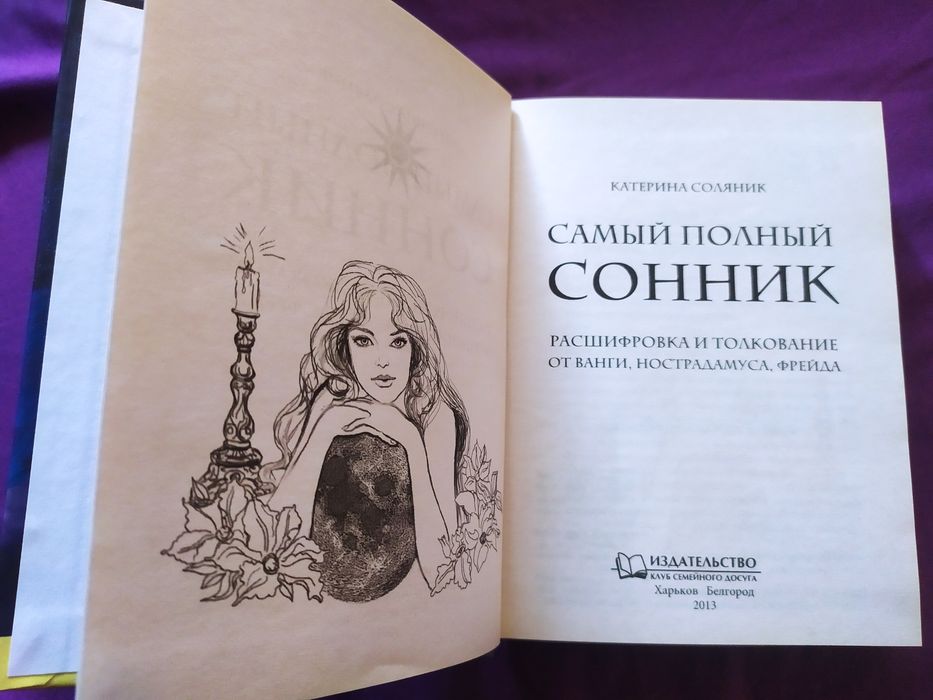 КАТЕРИНА СОЛЯНИК
САМЫЙ ПОЛНЫЙ
СОННИК
РАСШИФРОВКА И ТОЛКОВАНИЕ
ОТ ВАНГИ, НОСТРАДАМУСА, ФРЕЙДА
ИЗДАТЕЛЬСТВО
КЛУБ СЕМЕЙНОГО ДОСУГА
Харьков Белгород
2013